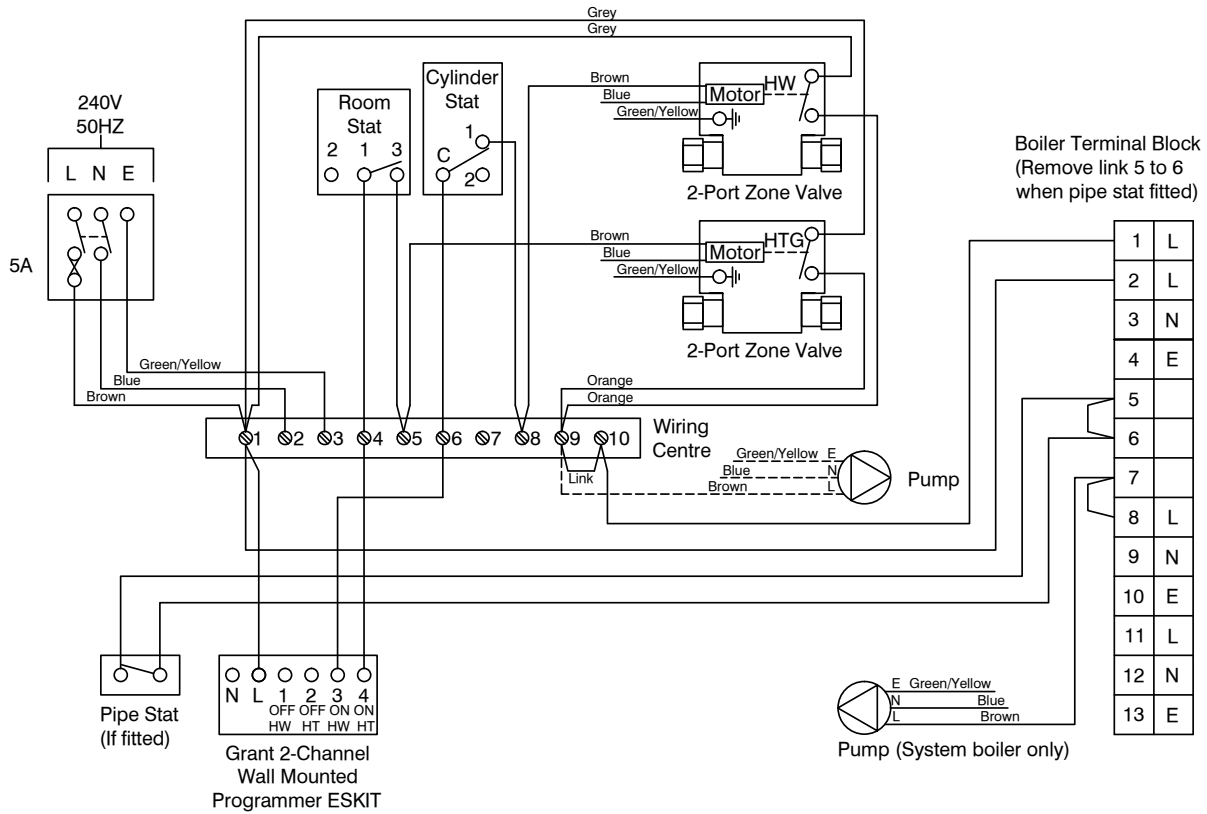 Grey
Grey
240V
50HZ
L N E
5A
Room
Stat
2 1 3
Cylinder
Stat
1
C
2
Brown
Blue
Green/Yellow
Motor
HW
2-Port Zone Valve
Brown
Blue
Green/Yellow
Motor
HTG
2-Port Zone Valve
Boiler Terminal Block
(Remove link 5 to 6
when pipe stat fitted)
1 L
2 L
3 N
4 E
5
6
7
8 L
9 N
10 E
11 L
12 N
13 E
Green/Yellow
Blue
Brown
Orange
Orange
1 2 3 4 5 6 7 8 9 10
Wiring
Centre
Link
Green/Yellow E
Blue N
Brown L
Pump
Pipe Stat
(If fitted)
N L 1 2 3 4
OFF OFF ON ON
HW HT HW HT
Grant 2-Channel
Wall Mounted
Programmer ESKIT
E Green/Yellow
N Blue
L Brown
Pump (System boiler only)